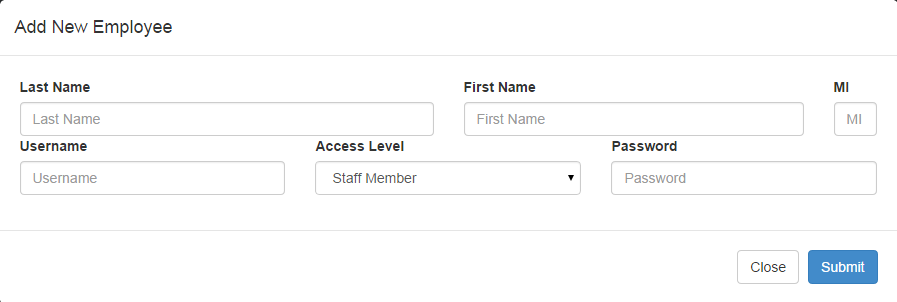 Add New Employee
Last Name First Name MI
Last Name First Name MI
Username Access Level Password
Username Staff Member Password
Close Submit